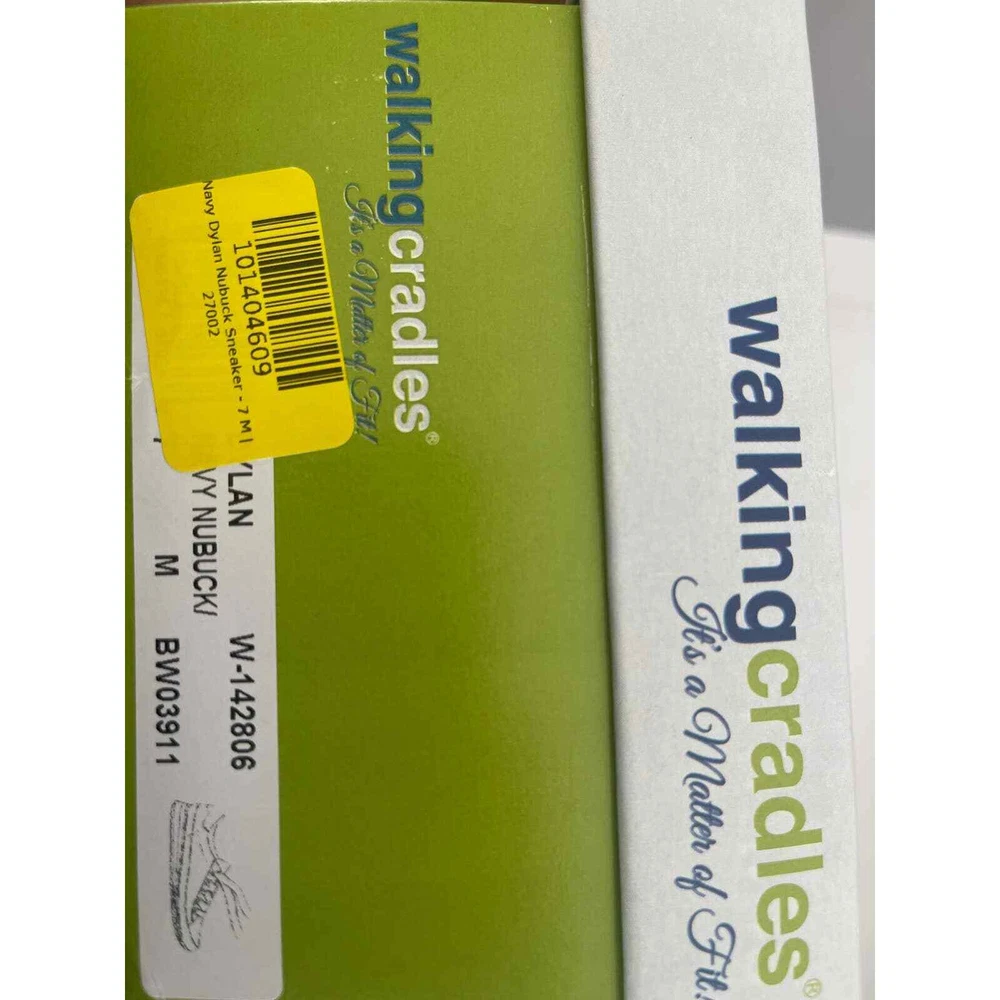 walkingcradles®
It's a Matter of Fit!
101404609
Navy Dylan Nubuck Sneaker - 7 M |
27002
YLAN
W-142806
VY NUBUCK/
M
BW03911
walkingcradles®
It's a Matter of Fit!